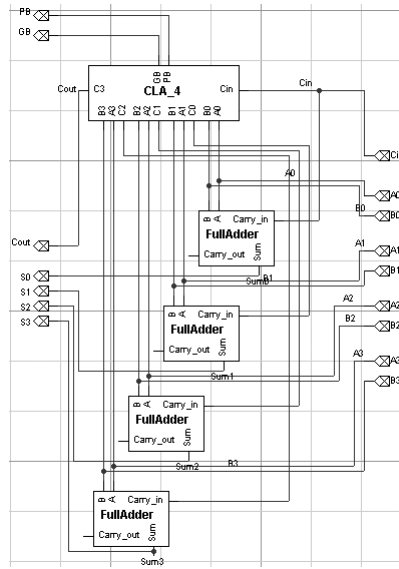 PB
GB
GB
PB
Cout
C3
CLA_4
Cin
Cin
B3 A3 C2 B2 A2 C1 B1 A1 C0 B0 A0
Ci
A0
A0
B0
B0
B A Carry_in
FullAdder
Carry_out
Sum
Cout
A1
A1
S0
Sum0
B1
B1
S1
B A Carry_in
A2
A2
S2
FullAdder
B2
B2
S3
Carry_out
Sum
A3
A3
Sum1
B3
B A Carry_in
FullAdder
Carry_out
Sum
Sum2
B3
B A Carry_in
FullAdder
Carry_out
Sum
Sum3